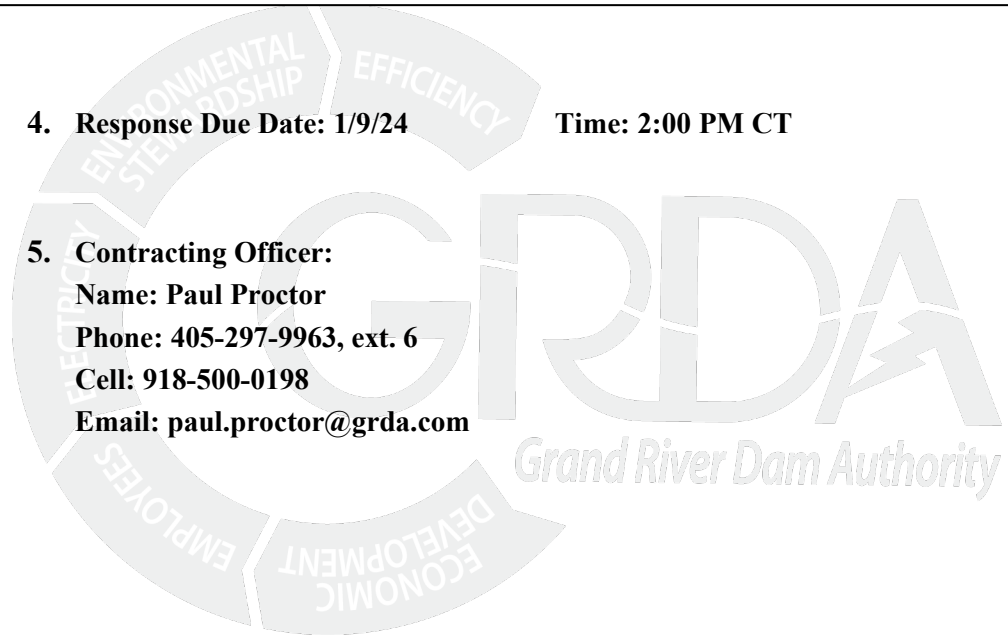 4. Response Due Date: 1/9/24 Time: 2:00 PM CT
5. Contracting Officer:
Name: Paul Proctor
Phone: 405-297-9963, ext. 6
Cell: 918-500-0198
Email: paul.proctor@grda.com
ENVIRONMENTAL
STEWARDSHIP
EFFICIENCY
ELECTRICITY
EMPLOYEES
ECONOMIC
DEVELOPMENT
GRDA
Grand River Dam Authority